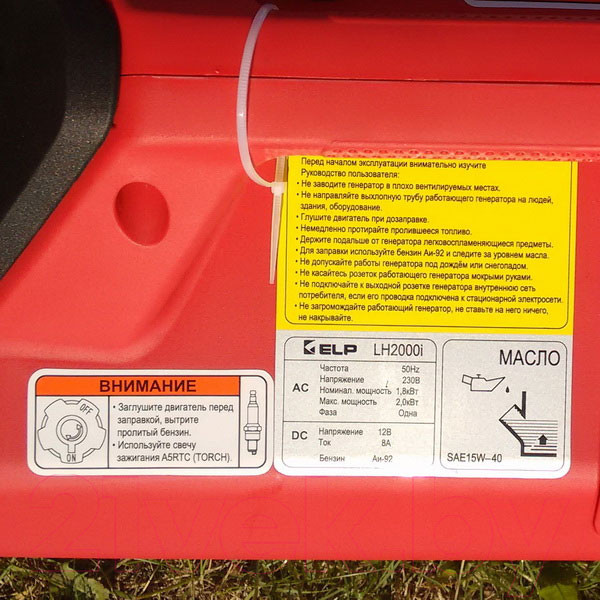 Перед началом эксплуатации внимательно изучите
Руководство пользователя:
• Не заводите генератор в плохо вентилируемых местах.
• Не направляйте выхлопную трубу работающего генератора на людей,
здания, оборудование.
• Глушите двигатель при дозаправке.
• Немедленно протирайте пролившееся топливо.
• Держите подальше от генератора легковоспламеняющиеся предметы.
• Для заправки используйте бензин Аи-92 и следите за уровнем масла.
• Не допускайте работы генератора под дождём или снегопадом.
• Не касайтесь розеток работающего генератора мокрыми руками.
• Не подключайте к выходной розетке генератора внутреннюю сеть
потребителя, если его проводка подключена к стационарной электросети.
• Не загромождайте работающий генератор, не ставьте на него ничего,
не накрывайте.
ELP LH2000i
AC
Частота 50Hz
Напряжение 230В
Номинал. мощность 1,8кВт
Макс. мощность 2,0кВт
Фаза Одна
DC
Напряжение 12В
Ток 8А
Бензин Аи-92
МАСЛО
SAE15W-40
ВНИМАНИЕ
OFF
ON
• Заглушите двигатель перед
заправкой, вытрите
пролитый бензин.
• Используйте свечу
зажигания A5RTC (TORCH).